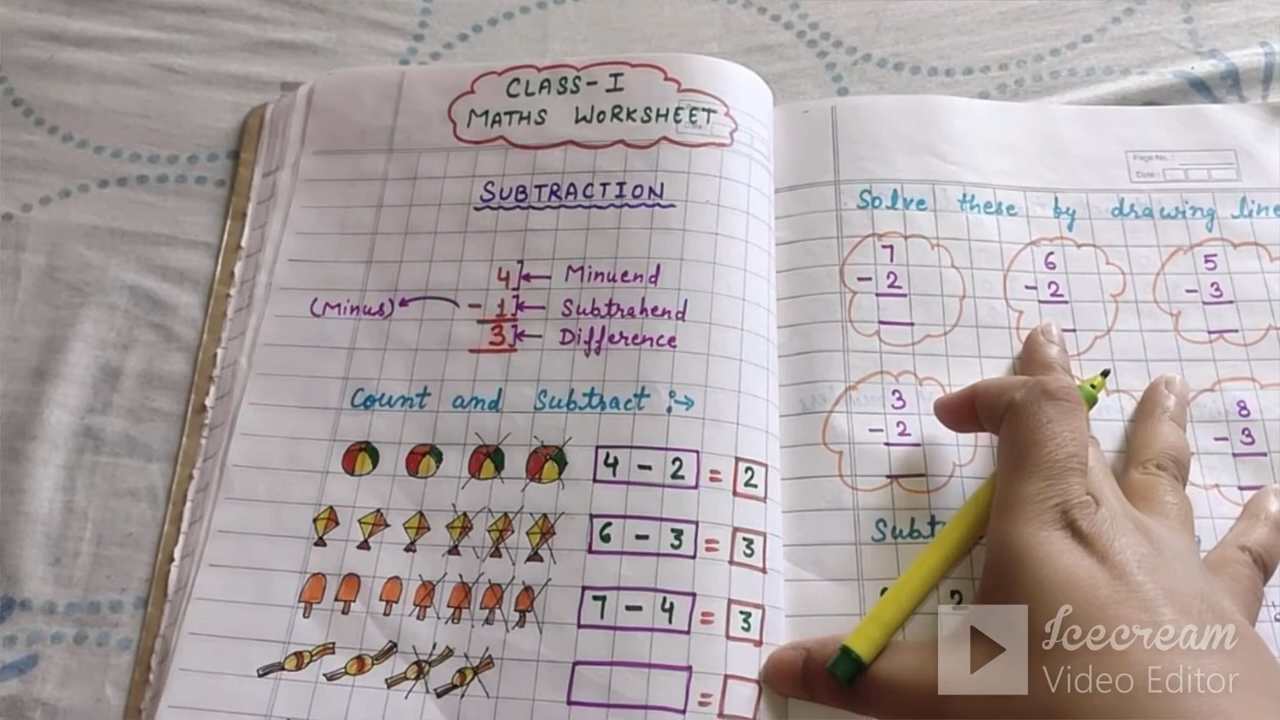 CLASS-I
MATHS WORKSHEET
SUBTRACTION
4 ← Minuend
(Minus) ← - 1 ← Subtrahend
3 ← Difference
Count and Subtract :→
4 - 2 = 2
6 - 3 = 3
7 - 4 = 3
=
Page No.:
Date:
Solve these by drawing
7 6 5
- 2 - 2 - 3
3 8
- 2 - 3
2
Icecream
Video Editor